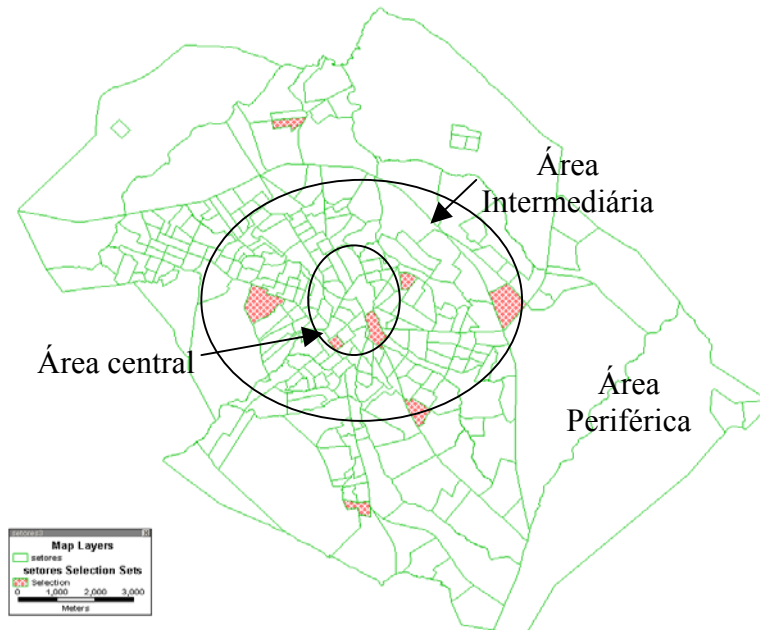 Área
Intermediária
Área central
Área
Periférica
setores3
Map Layers
setores
setores Selection Sets
Selection
0 1,000 2,000 3,000
Meters